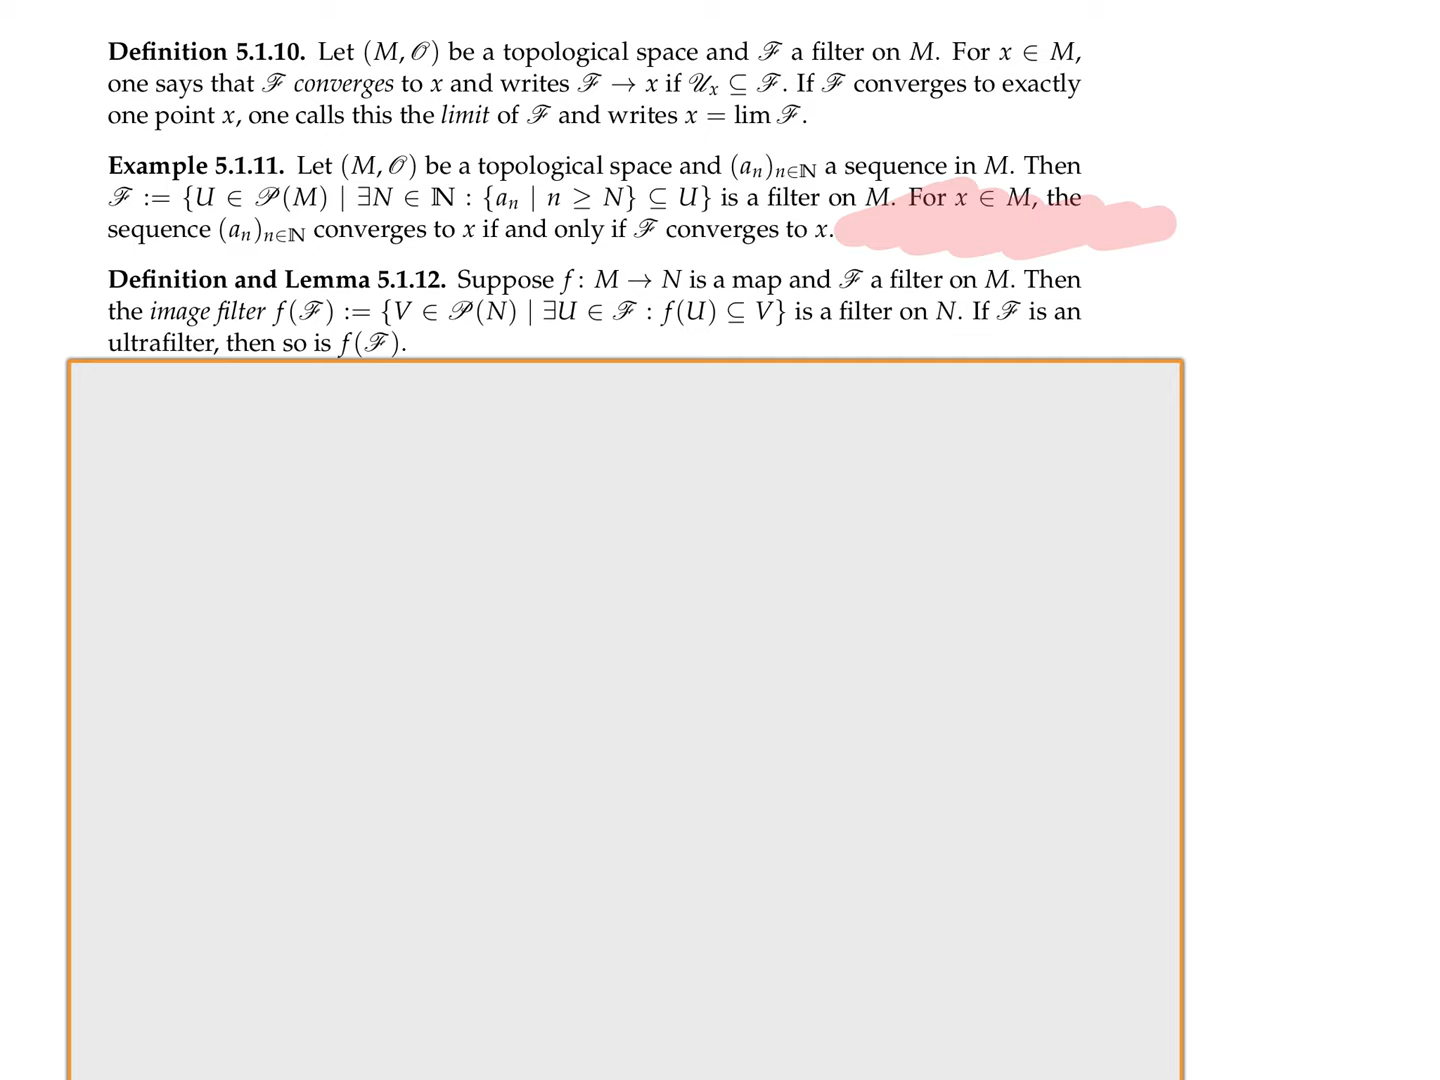 Definition 5.1.10. Let (M, 𝒪) be a topological space and ℱ a filter on M. For x ∈ M,
one says that ℱ converges to x and writes ℱ → x if 𝒰ₓ ⊆ ℱ. If ℱ converges to exactly
one point x, one calls this the limit of ℱ and writes x = lim ℱ.
Example 5.1.11. Let (M, 𝒪) be a topological space and (aₙ)ₙ∈ℕ a sequence in M. Then
ℱ := {U ∈ 𝒫(M) | ∃N ∈ ℕ : {aₙ | n ≥ N} ⊆ U} is a filter on M. For x ∈ M, the
sequence (aₙ)ₙ∈ℕ converges to x if and only if ℱ converges to x.
Definition and Lemma 5.1.12. Suppose f : M → N is a map and ℱ a filter on M. Then
the image filter f(ℱ) := {V ∈ 𝒫(N) | ∃U ∈ ℱ : f(U) ⊆ V} is a filter on N. If ℱ is an
ultrafilter, then so is f(ℱ).